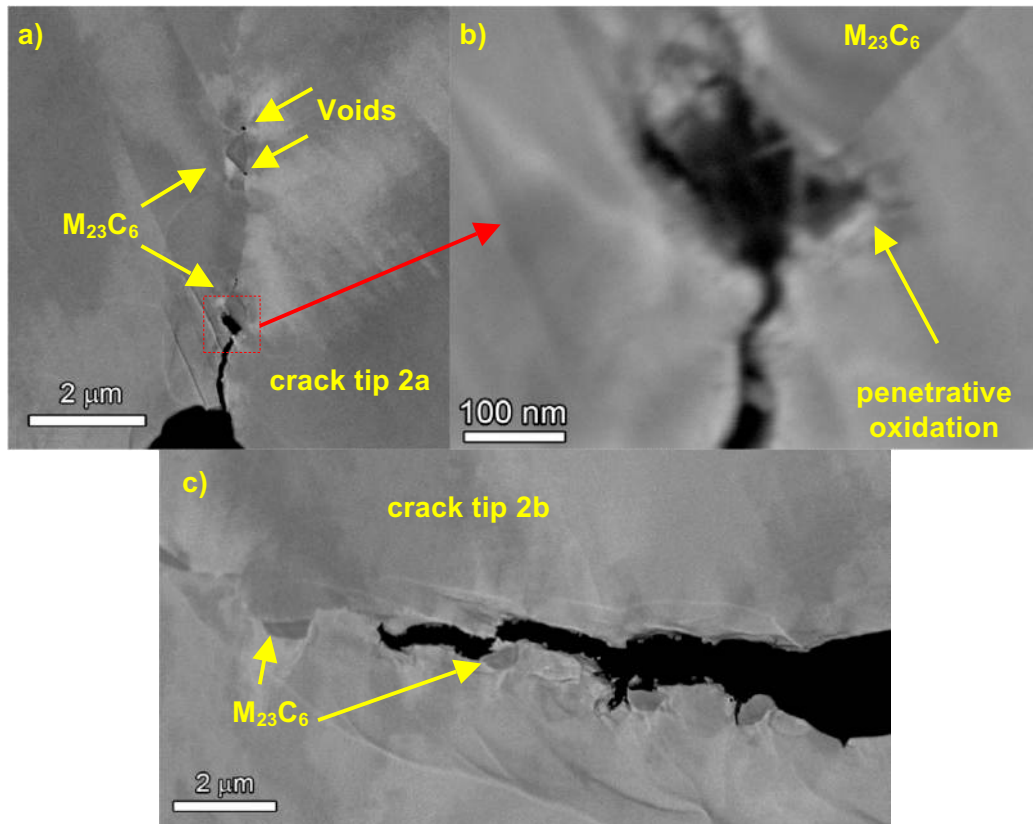 a)
Voids
M₂₃C₆
crack tip 2a
2 μm
b)
M₂₃C₆
penetrative
oxidation
100 nm
c)
crack tip 2b
M₂₃C₆
2 μm